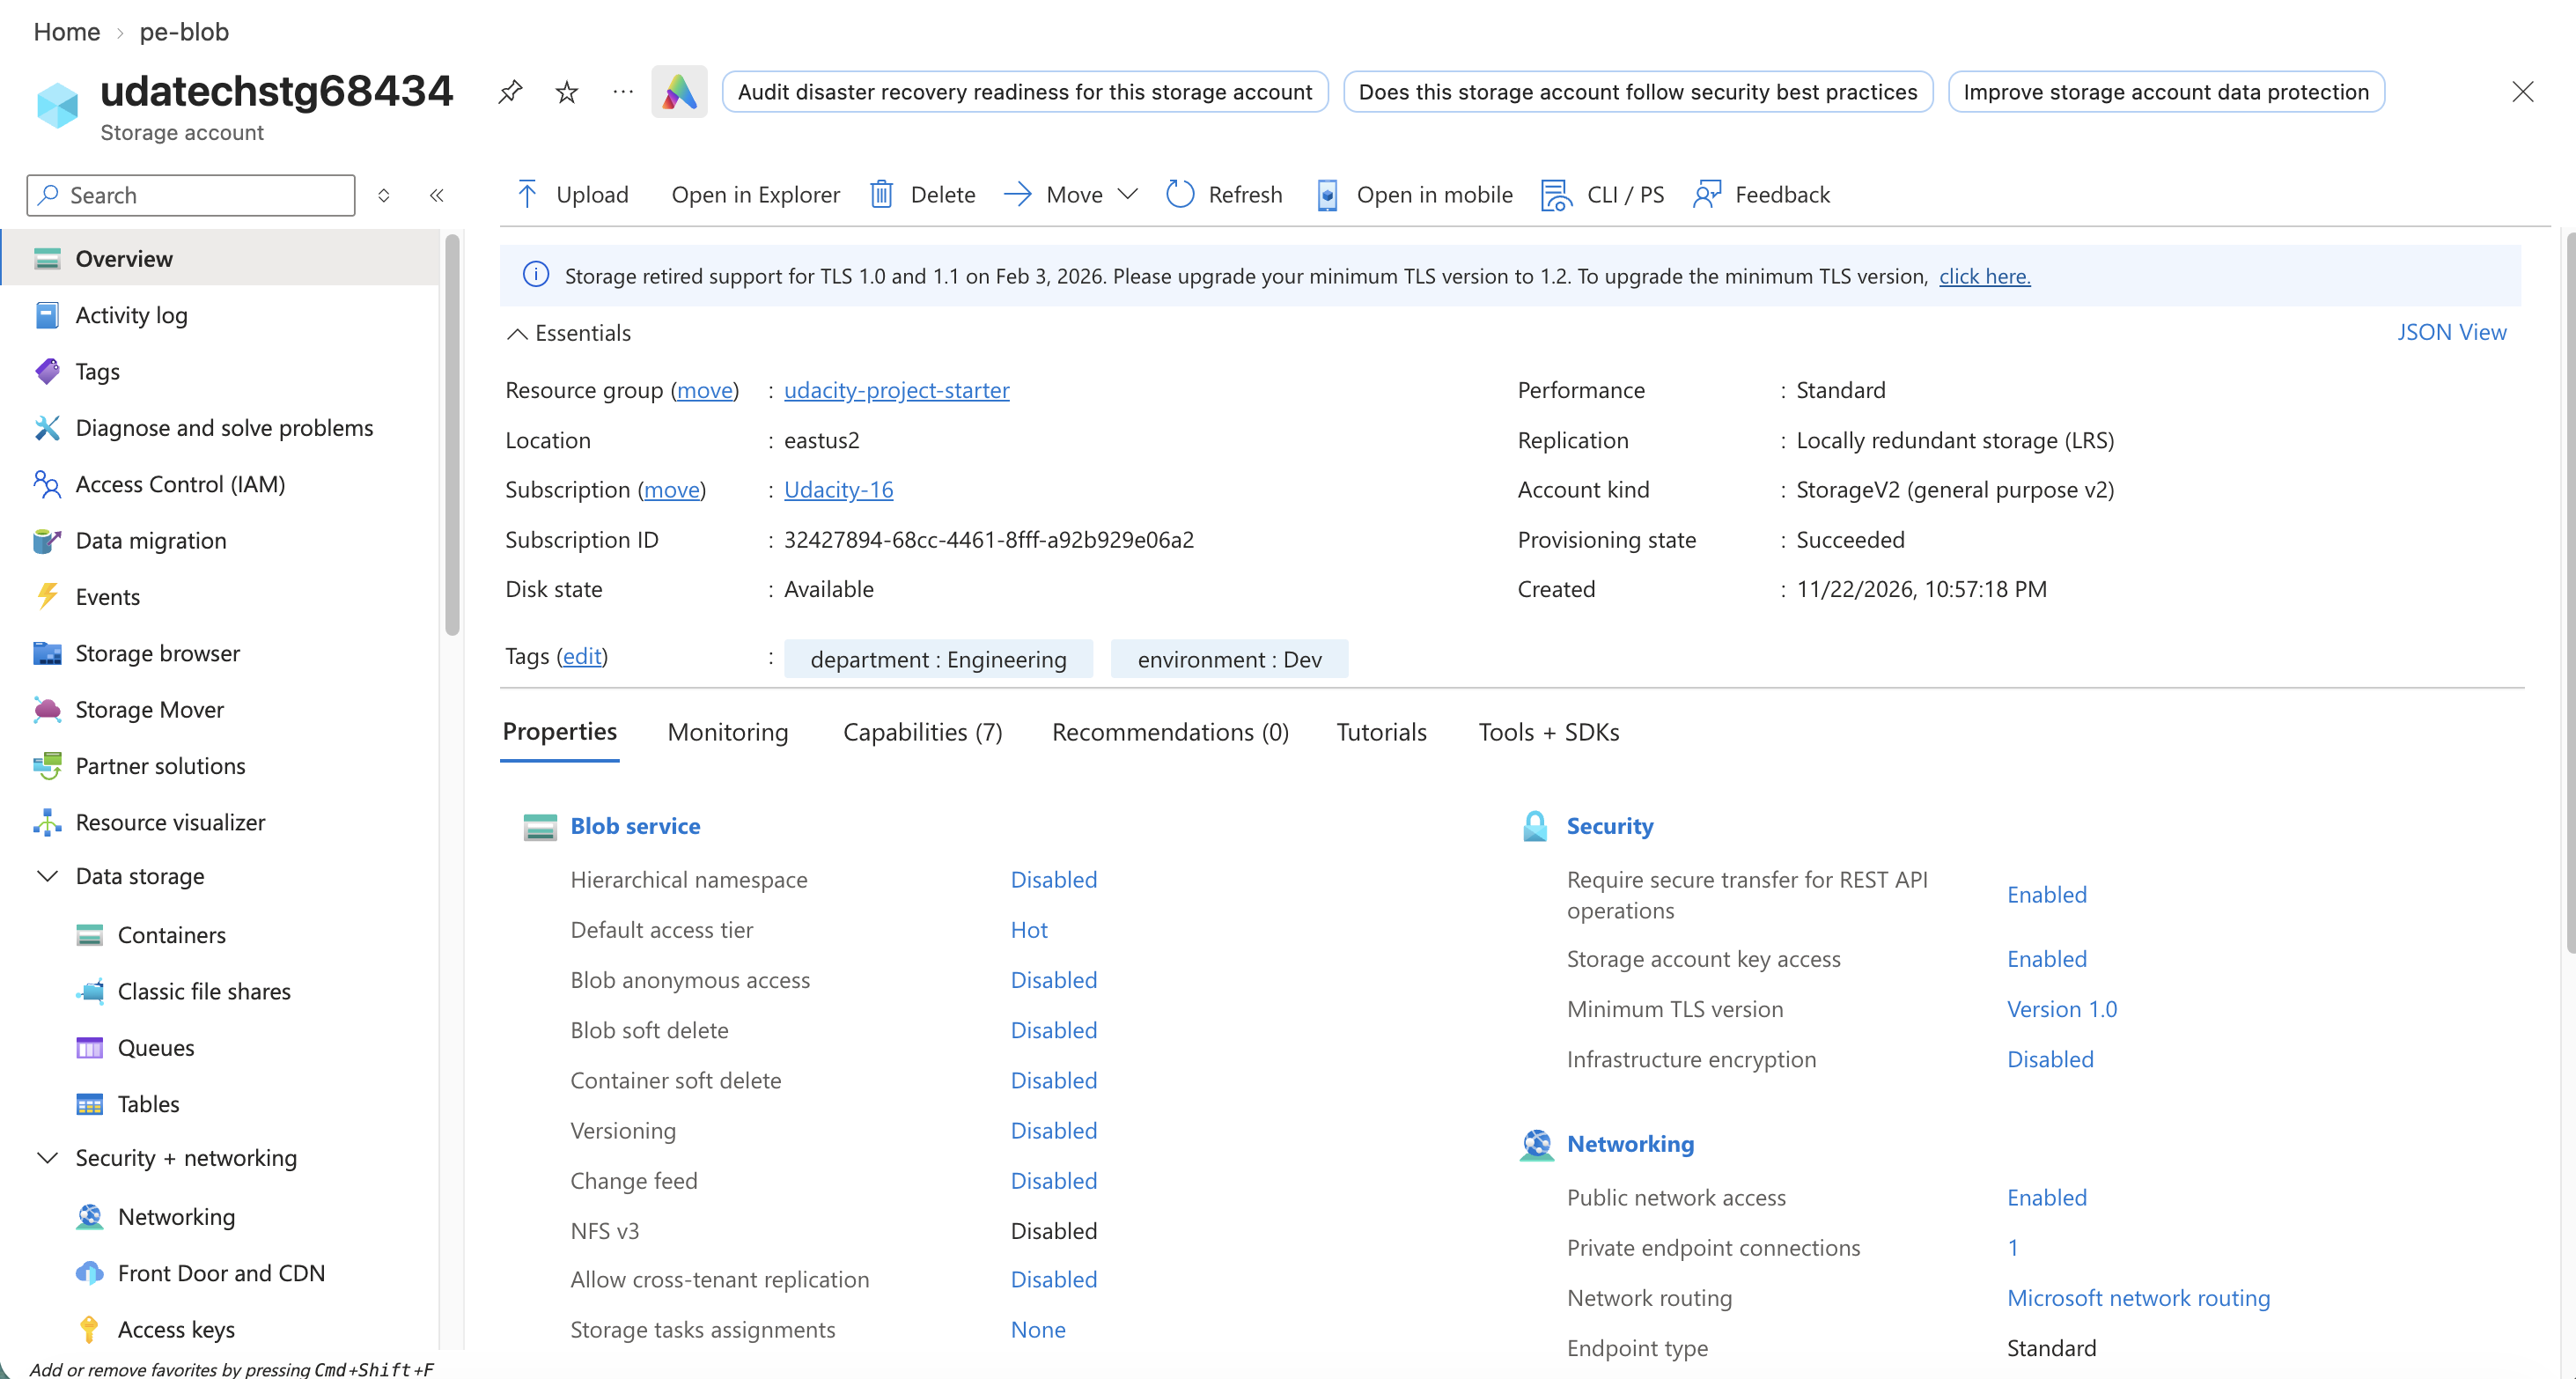 Home > pe-blob
udatechstg68434
Storage account
Audit disaster recovery readiness for this storage account
Does this storage account follow security best practices
Improve storage account data protection
Search
Upload
Open in Explorer
Delete
Move
Refresh
Open in mobile
CLI / PS
Feedback
Overview
Activity log
Tags
Diagnose and solve problems
Access Control (IAM)
Data migration
Events
Storage browser
Storage Mover
Partner solutions
Resource visualizer
Data storage
Containers
Classic file shares
Queues
Tables
Security + networking
Networking
Front Door and CDN
Access keys
Add or remove favorites by pressing Cmd+Shift+F
Storage retired support for TLS 1.0 and 1.1 on Feb 3, 2026. Please upgrade your minimum TLS version to 1.2. To upgrade the minimum TLS version, click here.
Essentials
JSON View
Resource group (move) : udacity-project-starter
Location : eastus2
Subscription (move) : Udacity-16
Subscription ID : 32427894-68cc-4461-8fff-a92b929e06a2
Disk state : Available
Performance : Standard
Replication : Locally redundant storage (LRS)
Account kind : StorageV2 (general purpose v2)
Provisioning state : Succeeded
Created : 11/22/2026, 10:57:18 PM
Tags (edit) : department : Engineering environment : Dev
Properties
Monitoring
Capabilities (7)
Recommendations (0)
Tutorials
Tools + SDKs
Blob service
Hierarchical namespace Disabled
Default access tier Hot
Blob anonymous access Disabled
Blob soft delete Disabled
Container soft delete Disabled
Versioning Disabled
Change feed Disabled
NFS v3 Disabled
Allow cross-tenant replication Disabled
Storage tasks assignments None
Security
Require secure transfer for REST API
operations Enabled
Storage account key access Enabled
Minimum TLS version Version 1.0
Infrastructure encryption Disabled
Networking
Public network access Enabled
Private endpoint connections 1
Network routing Microsoft network routing
Endpoint type Standard